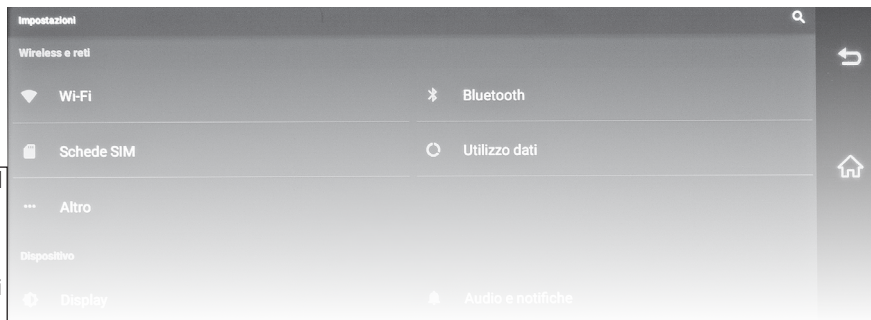 Impostazioni
Wireless e reti
Wi-Fi
Bluetooth
Schede SIM
Utilizzo dati
Altro
Dispositivo
Display
Audio e notifiche